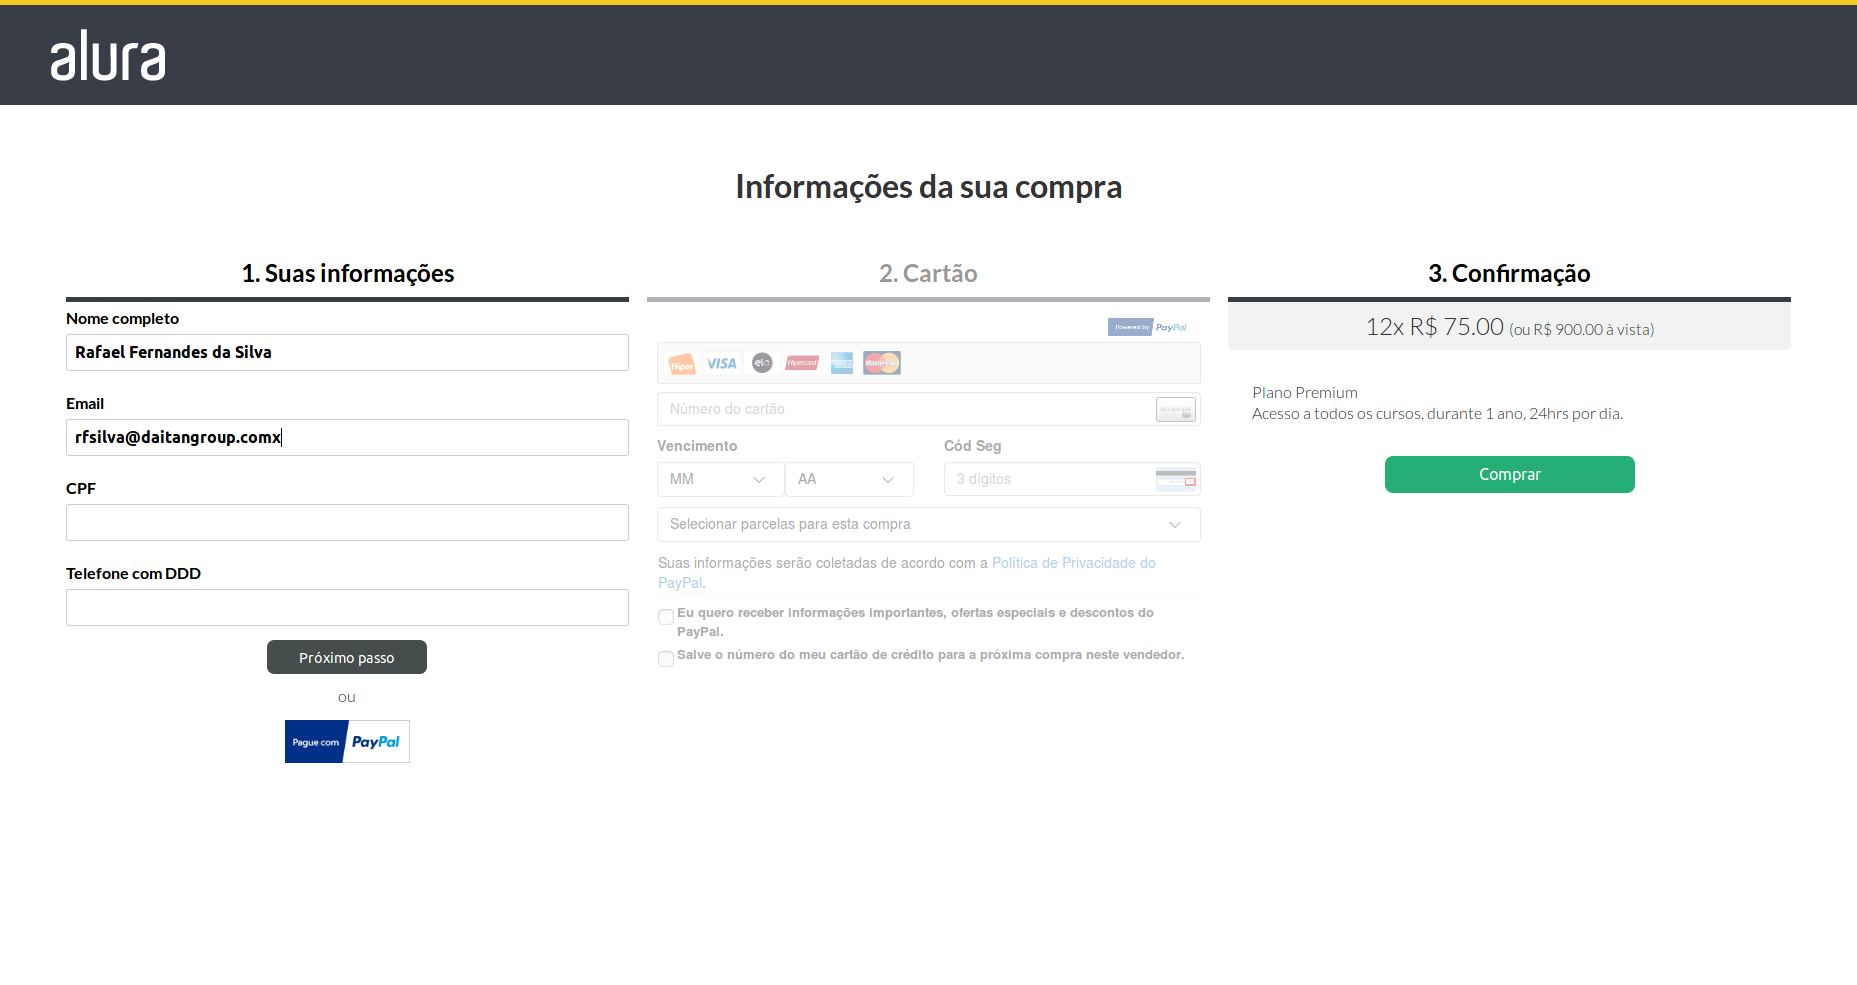 alura
Informações da sua compra
1. Suas informações
Nome completo
Rafael Fernandes da Silva
Email
rfsilva@daitangroup.comx
CPF
Telefone com DDD
Próximo passo
ou
Pague com PayPal
2. Cartão
Powered by PayPal
Hiper VISA elo Hipercard MasterCard
Número do cartão
Vencimento
Cód Seg
MM
AA
3 dígitos
Selecionar parcelas para esta compra
Suas informações serão coletadas de acordo com a Política de Privacidade do
PayPal.
Eu quero receber informações importantes, ofertas especiais e descontos do
PayPal.
Salve o número do meu cartão de crédito para a próxima compra neste vendedor.
3. Confirmação
12x R$ 75.00 (ou R$ 900.00 à vista)
Plano Premium
Acesso a todos os cursos, durante 1 ano, 24hrs por dia.
Comprar